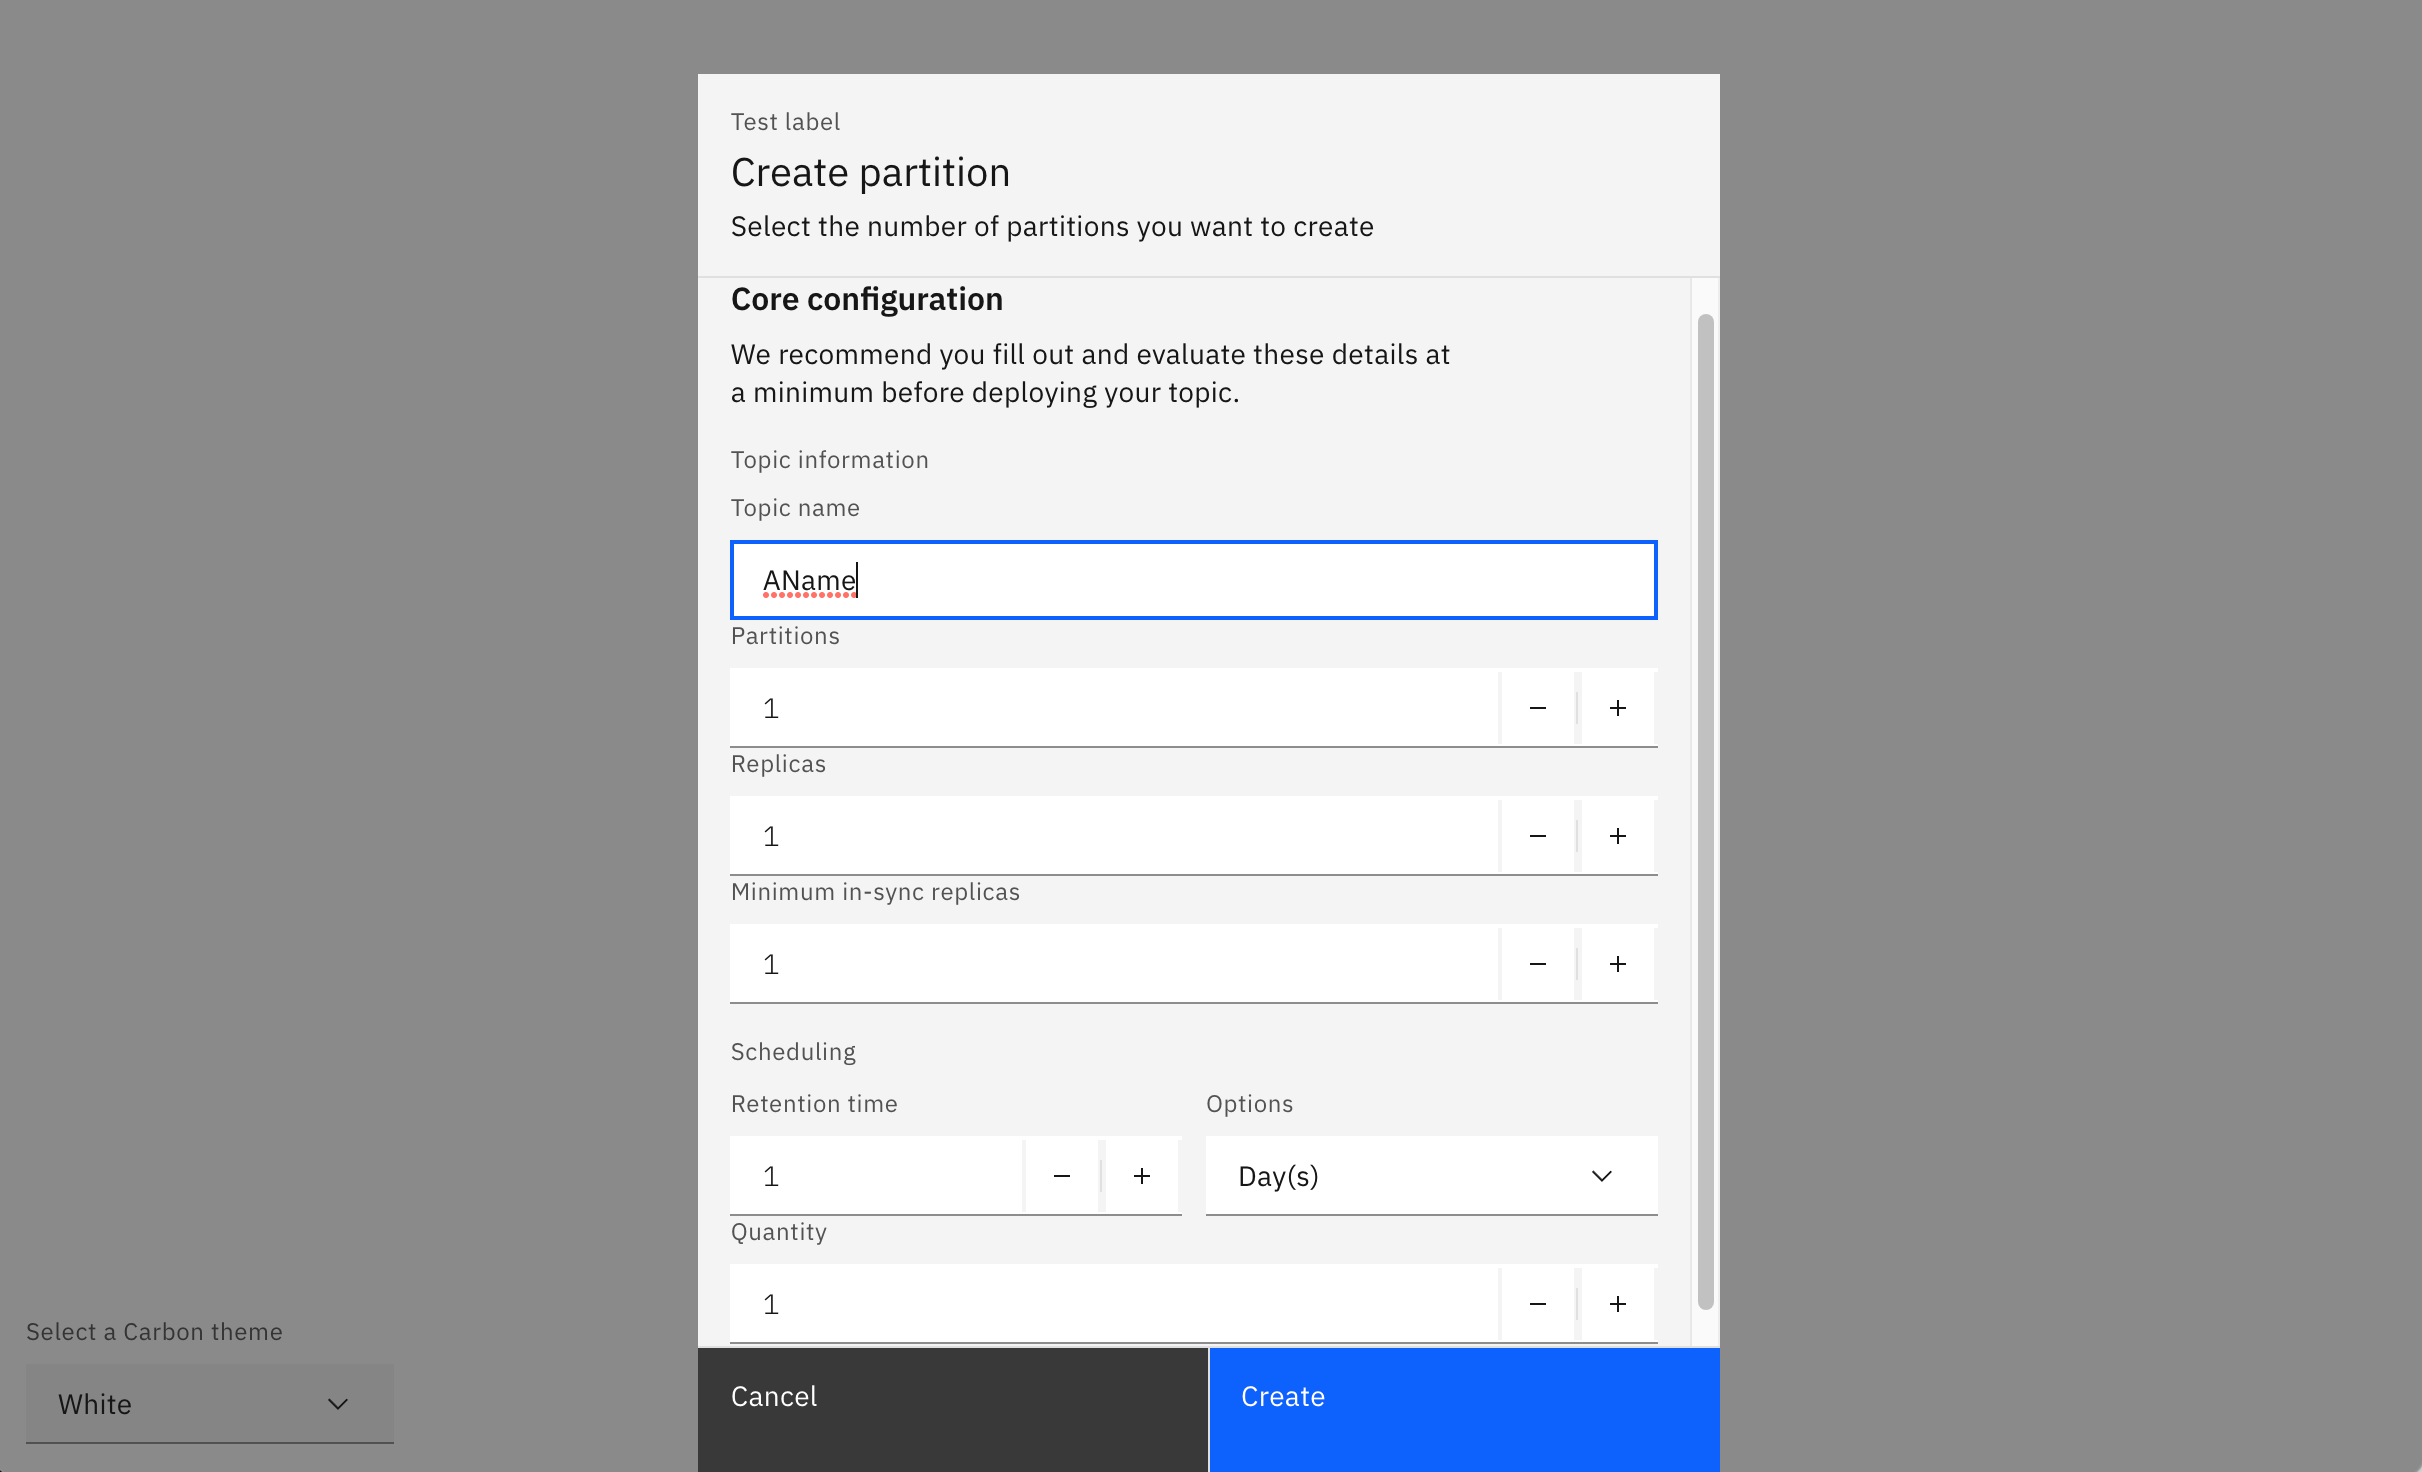 Test label
Create partition
Select the number of partitions you want to create
Core configuration
We recommend you fill out and evaluate these details at
a minimum before deploying your topic.
Topic information
Topic name
AName
Partitions
1
Replicas
1
Minimum in-sync replicas
1
Scheduling
Retention time
Options
1
Day(s)
Quantity
1
Select a Carbon theme
White
Cancel
Create